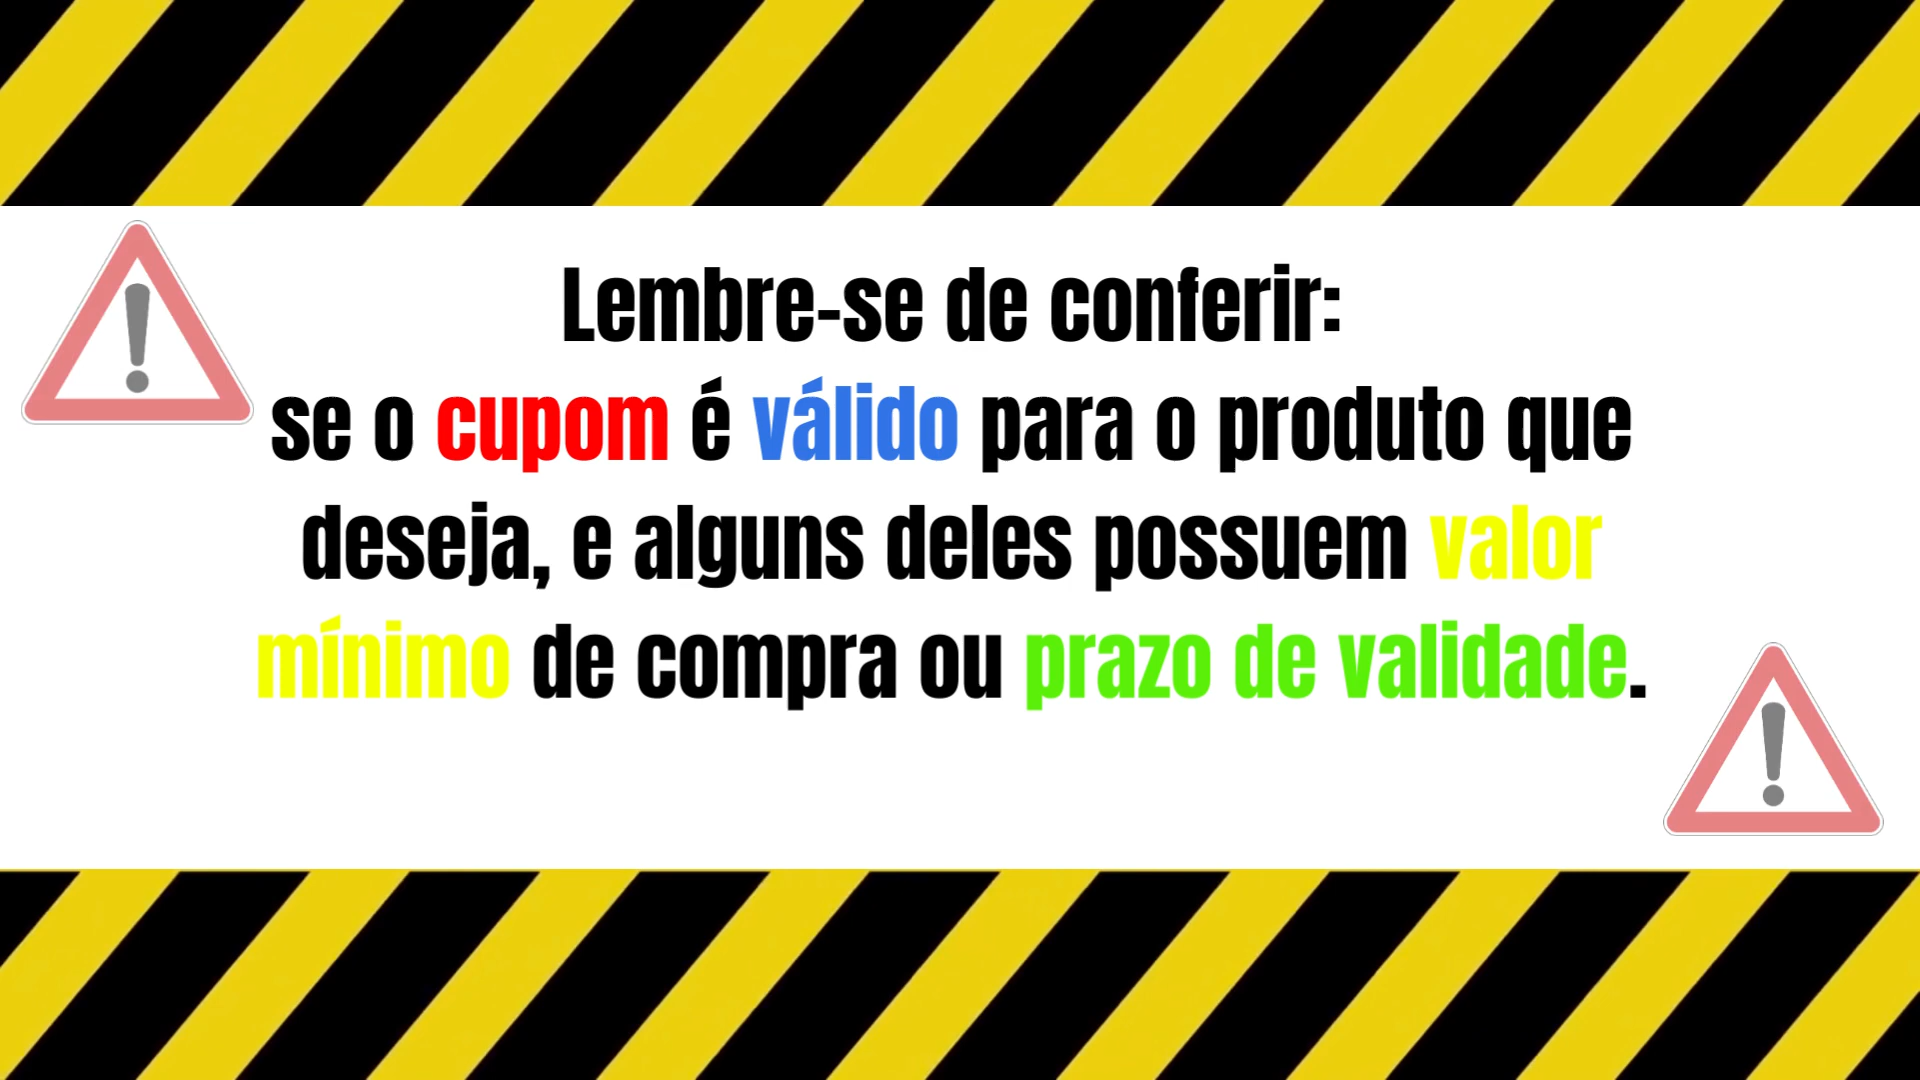 Lembre-se de conferir:
se o cupom é válido para o produto que
deseja, e alguns deles possuem valor
mínimo de compra ou prazo de validade.